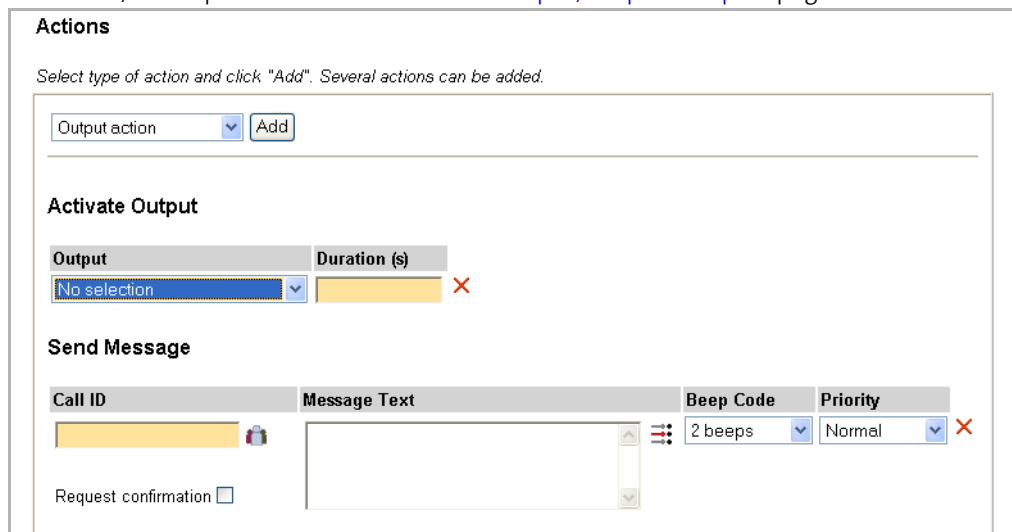 Actions
Select type of action and click "Add". Several actions can be added.
Output action Add
Activate Output
Output Duration (s)
No selection
Send Message
Call ID Message Text Beep Code Priority
2 beeps Normal
Request confirmation